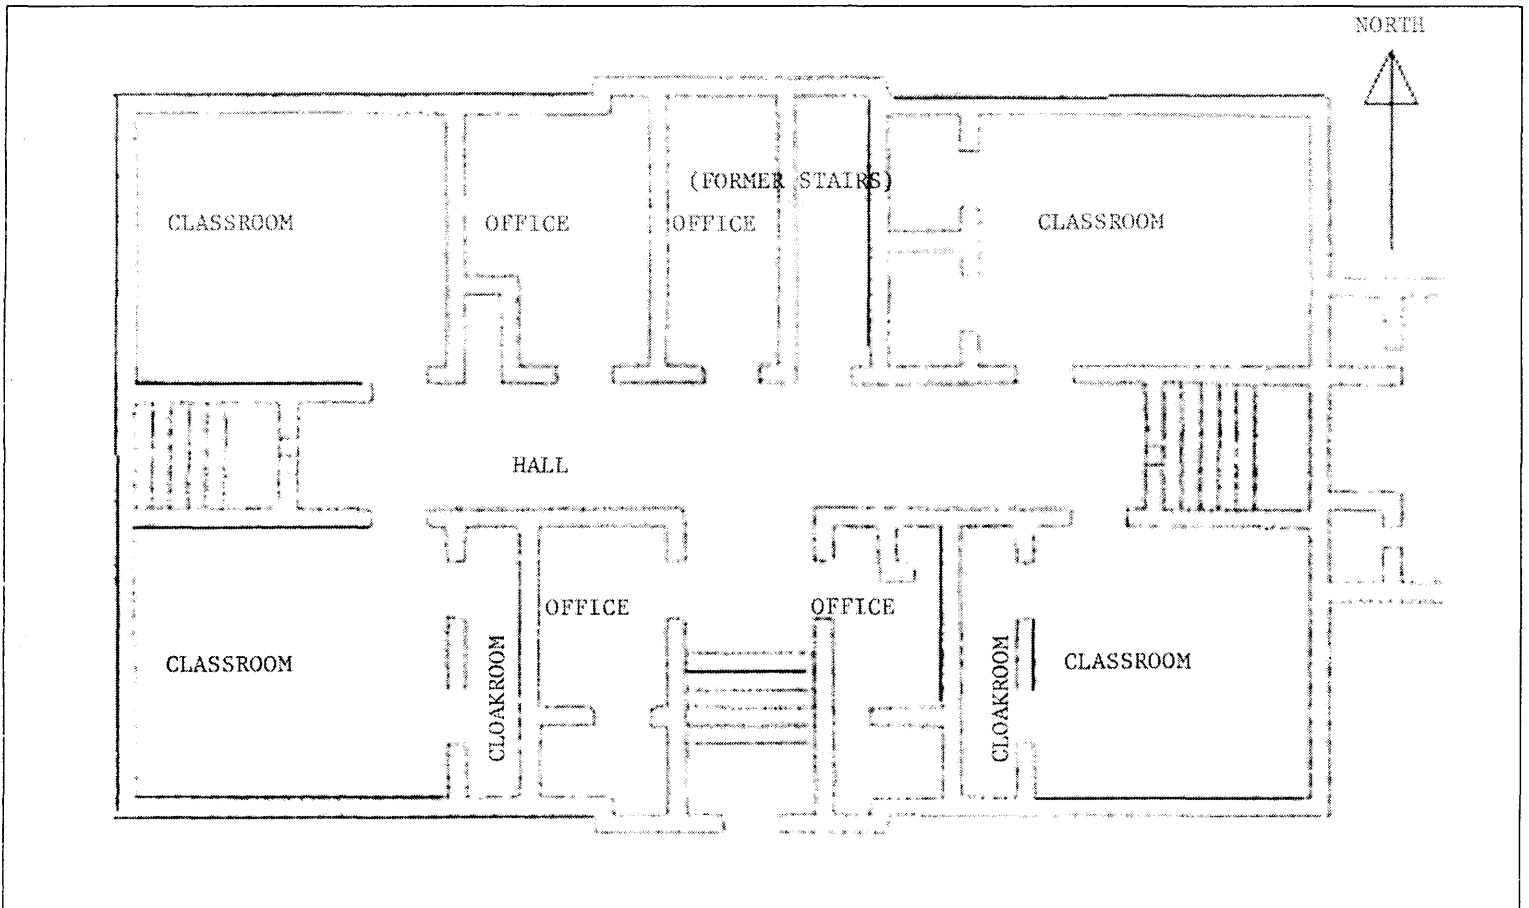 NORTH
(FORMER STAIRS)
CLASSROOM
OFFICE
OFFICE
CLASSROOM
HALL
OFFICE
OFFICE
CLASSROOM
CLOAKROOM
CLOAKROOM
CLASSROOM